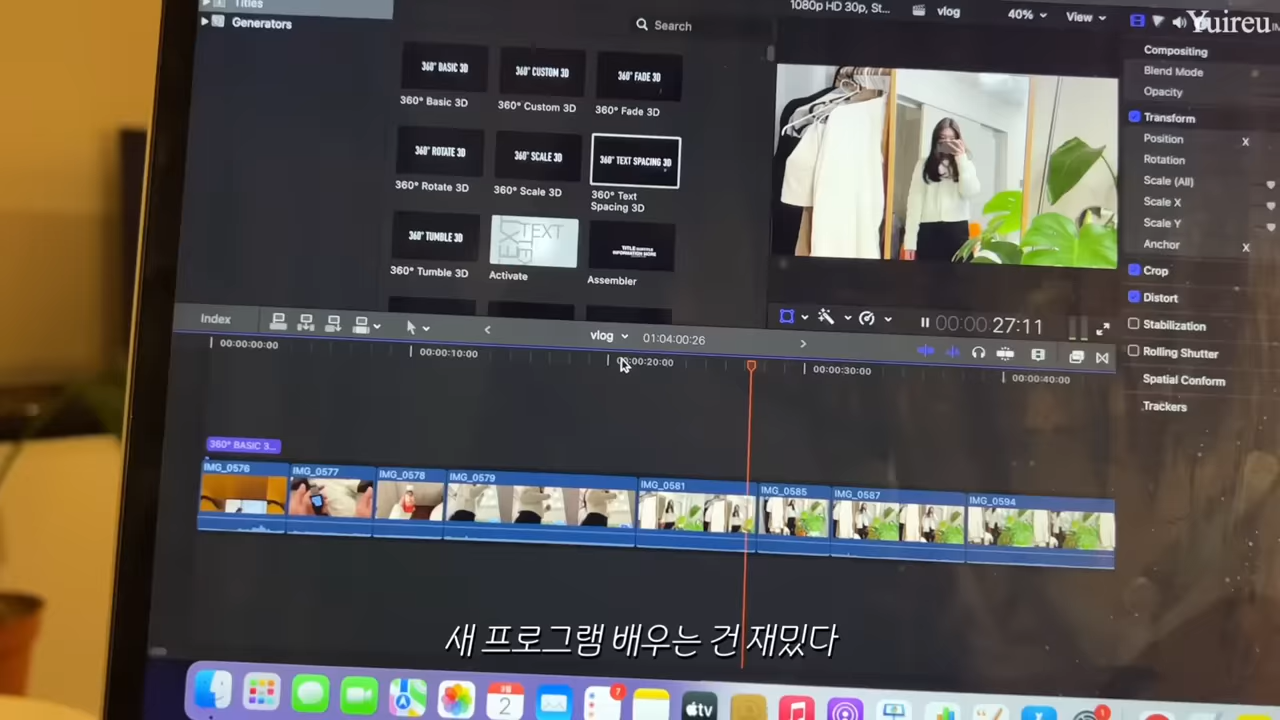 Titles
Generators
Search
360° BASIC 3D
360° CUSTOM 3D
360° FADE 3D
360° Basic 3D
360° Custom 3D
360° Fade 3D
360° ROTATE 3D
360° SCALE 3D
360° TEXT SPACING 3D
360° Rotate 3D
360° Scale 3D
360° Text
Spacing 3D
360° TUMBLE 3D
TEXT
360° Tumble 3D
Activate
Assembler
1080p HD 30p, St...
vlog
40%
View
Yuireu
Compositing
Blend Mode
Opacity
Transform
Position
X
Rotation
Scale (All)
Scale X
Scale Y
Anchor
X
Crop
Distort
Stabilization
Rolling Shutter
Spatial Conform
Trackers
00:00:27:11
Index
vlog
01:04:00:26
00:00:00:00
00:00:10:00
00:00:20:00
00:00:30:00
00:00:40:00
360° BASIC 3...
IMG_0576
IMG_0577
IMG_0578
IMG_0579
IMG_0581
IMG_0585
IMG_0587
IMG_0594
새 프로그램 배우는 건 재밌다
2
7
tv
1